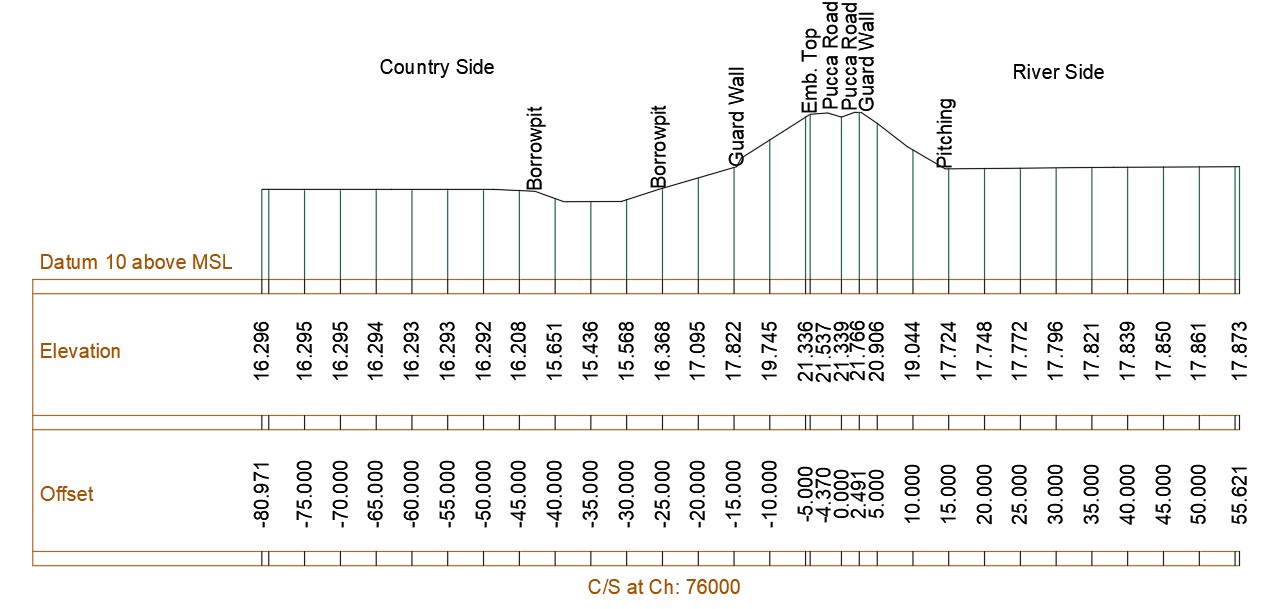 Country Side
River Side
Borrowpit
Borrowpit
Guard Wall
Emb. Top
Pucca Road
Pucca Road
Guard Wall
Pitching
Datum 10 above MSL
Elevation
16.296 16.295 16.295 16.294 16.293 16.293 16.292 16.208 15.651 15.436 15.568 16.368 17.095 17.822 19.745 21.336 21.537 21.339 21.766 20.906 19.044 17.724 17.748 17.772 17.796 17.821 17.839 17.850 17.861 17.873
Offset
-80.971 -75.000 -70.000 -65.000 -60.000 -55.000 -50.000 -45.000 -40.000 -35.000 -30.000 -25.000 -20.000 -15.000 -10.000 -5.000 -4.370 0.000 2.491 5.000 10.000 15.000 20.000 25.000 30.000 35.000 40.000 45.000 50.000 55.621
C/S at Ch: 76000